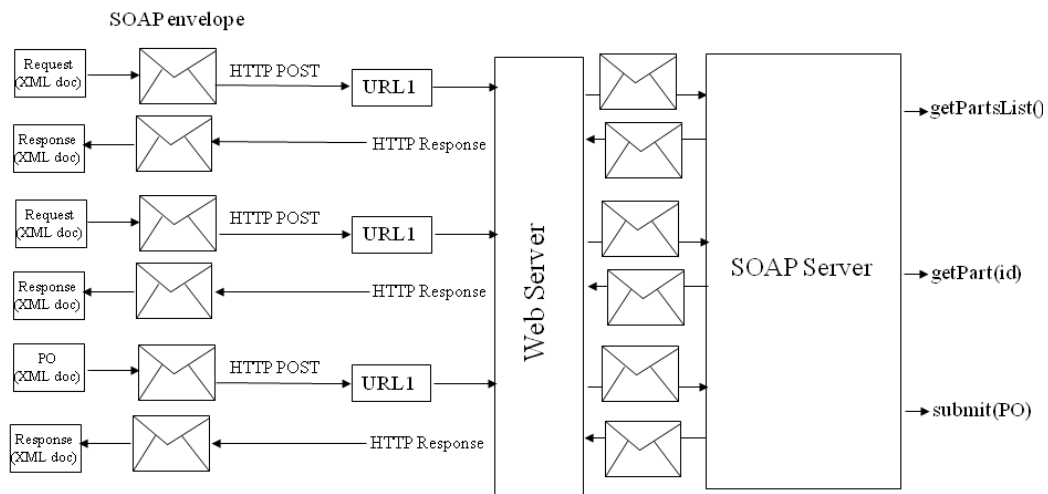 SOAP envelope
Request
(XML doc)
HTTP POST
URL1
Response
(XML doc)
HTTP Response
Request
(XML doc)
HTTP POST
URL1
Response
(XML doc)
HTTP Response
PO
(XML doc)
HTTP POST
URL1
Response
(XML doc)
HTTP Response
Web Server
SOAP Server
getPartsList()
getPart(id)
submit(PO)